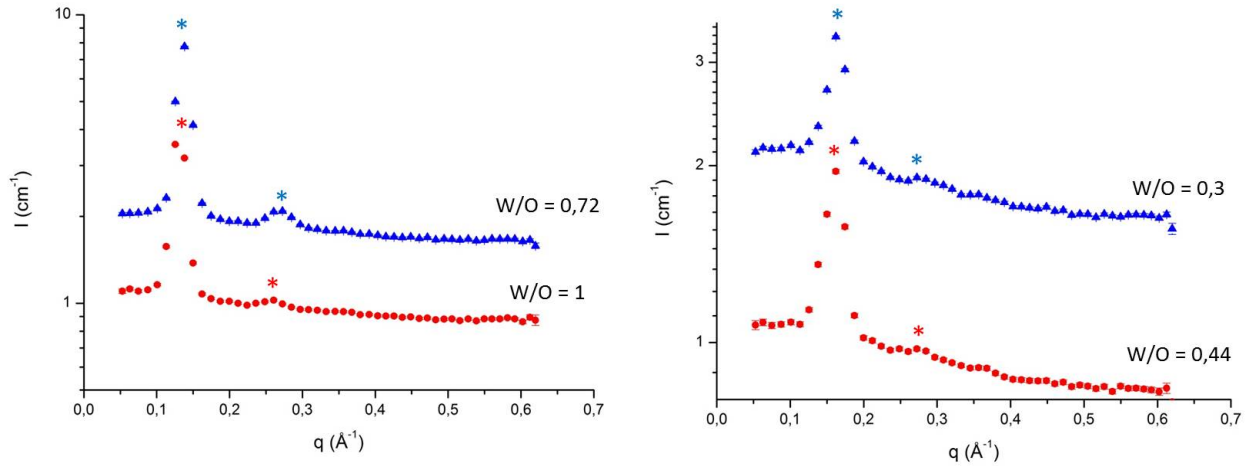 10
1
I (cm⁻¹)
*
*
*
*
W/O = 0,72
W/O = 1
0,0 0,1 0,2 0,3 0,4 0,5 0,6 0,7
q (Å⁻¹)
3
2
1
I (cm⁻¹)
*
*
*
*
W/O = 0,3
W/O = 0,44
0,0 0,1 0,2 0,3 0,4 0,5 0,6 0,7
q (Å⁻¹)